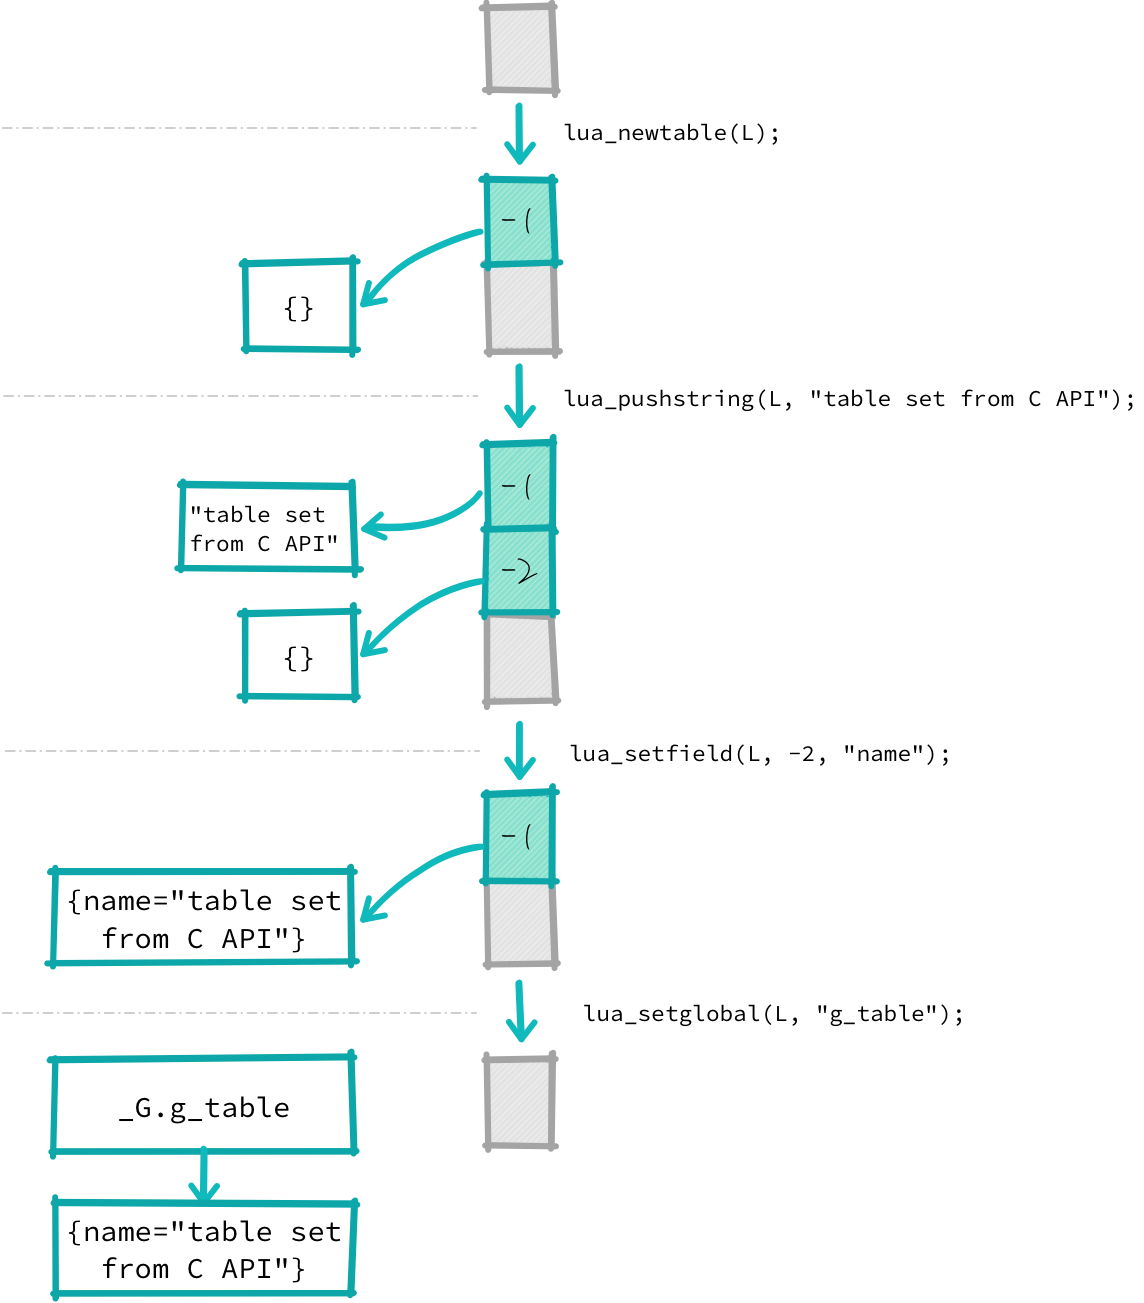 lua_newtable(L);
-1
{}
lua_pushstring(L, "table set from C API");
-1
"table set
from C API"
-2
{}
lua_setfield(L, -2, "name");
-1
{name="table set
from C API"}
lua_setglobal(L, "g_table");
_G.g_table
{name="table set
from C API"}